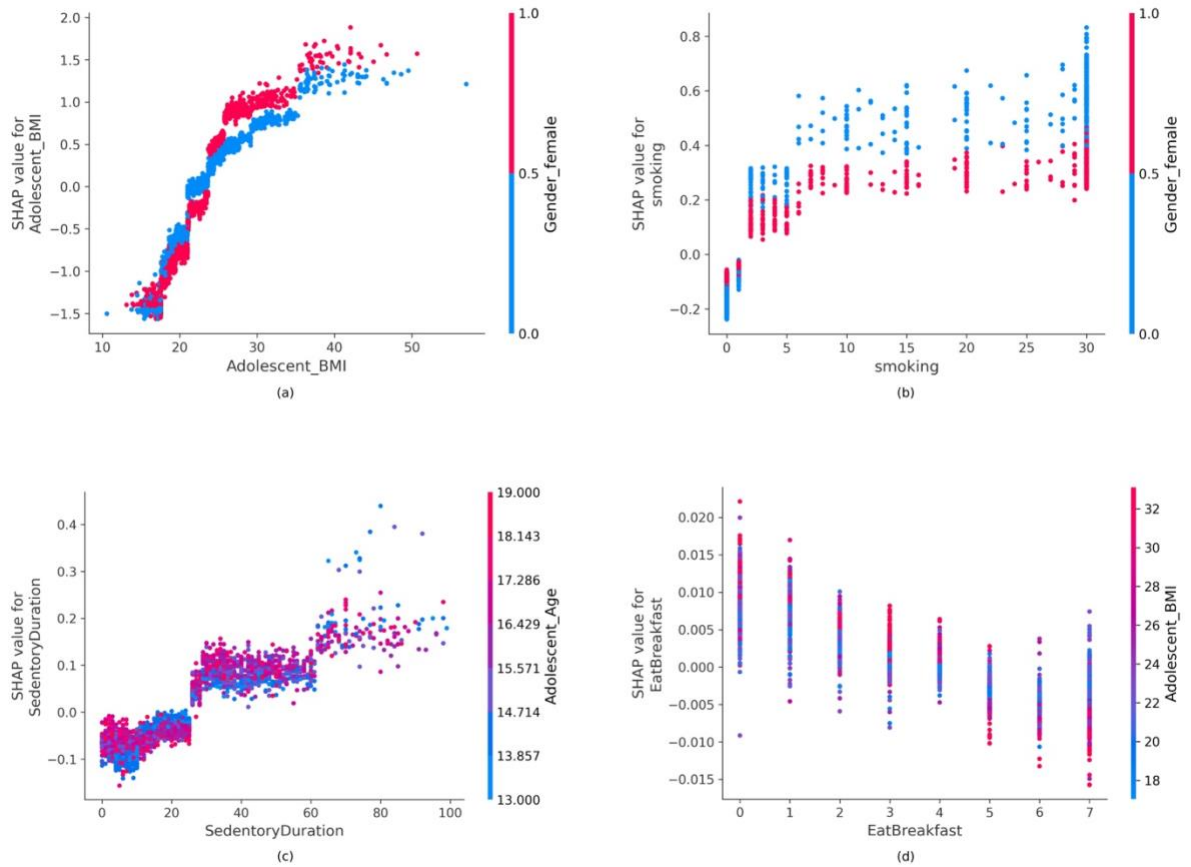 2.0
1.5
1.0
0.5
0.0
−0.5
−1.0
−1.5
SHAP value for
Adolescent_BMI
10 20 30 40 50
Adolescent_BMI
1.0
0.5
0.0
Gender_female
(a)
0.8
0.6
0.4
0.2
0.0
−0.2
SHAP value for
smoking
0 5 10 15 20 25 30
smoking
1.0
0.5
0.0
Gender_female
(b)
0.4
0.3
0.2
0.1
0.0
−0.1
SHAP value for
SedentoryDuration
0 20 40 60 80 100
SedentoryDuration
19.000
18.143
17.286
16.429
15.571
14.714
13.857
13.000
Adolescent_Age
(c)
0.020
0.015
0.010
0.005
0.000
−0.005
−0.010
−0.015
SHAP value for
EatBreakfast
0 1 2 3 4 5 6 7
EatBreakfast
32
30
28
26
24
22
20
18
Adolescent_BMI
(d)